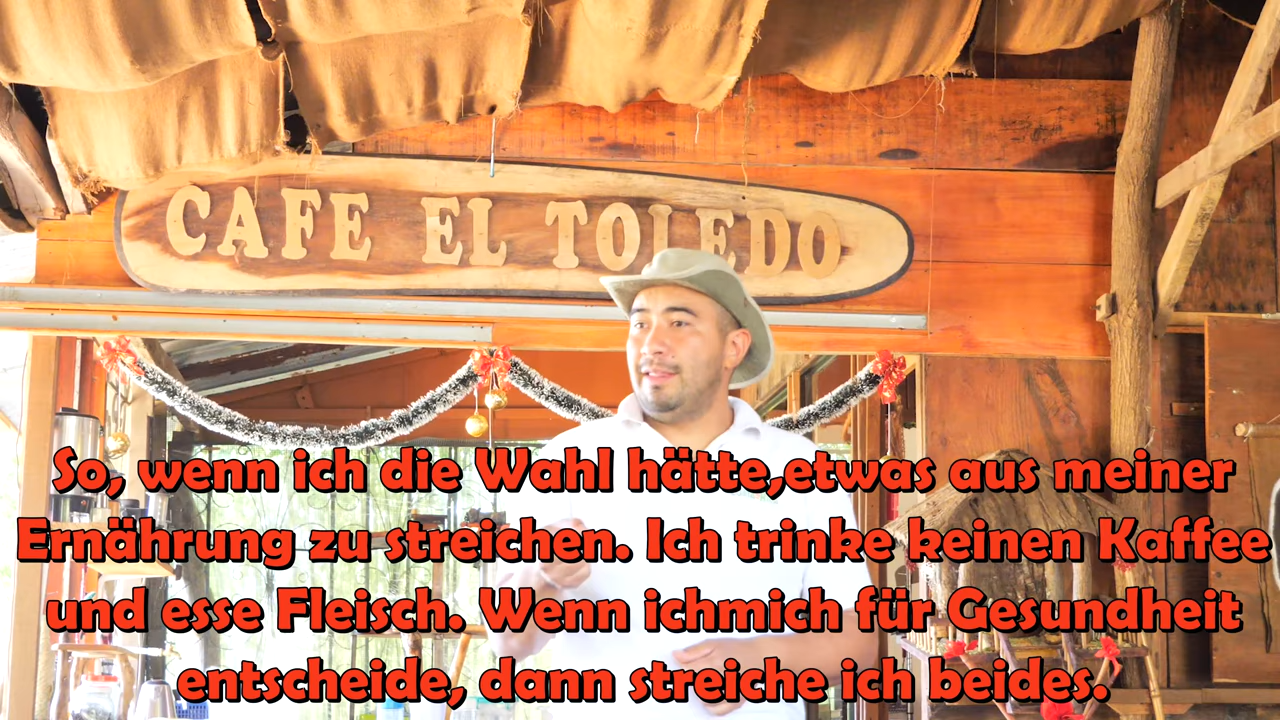 CAFE EL TOLEDO
So, wenn ich die Wahl hätte,etwas aus meiner
Ernährung zu streichen. Ich trinke keinen Kaffee
und esse Fleisch. Wenn ichmich für Gesundheit
entscheide, dann streiche ich beides.